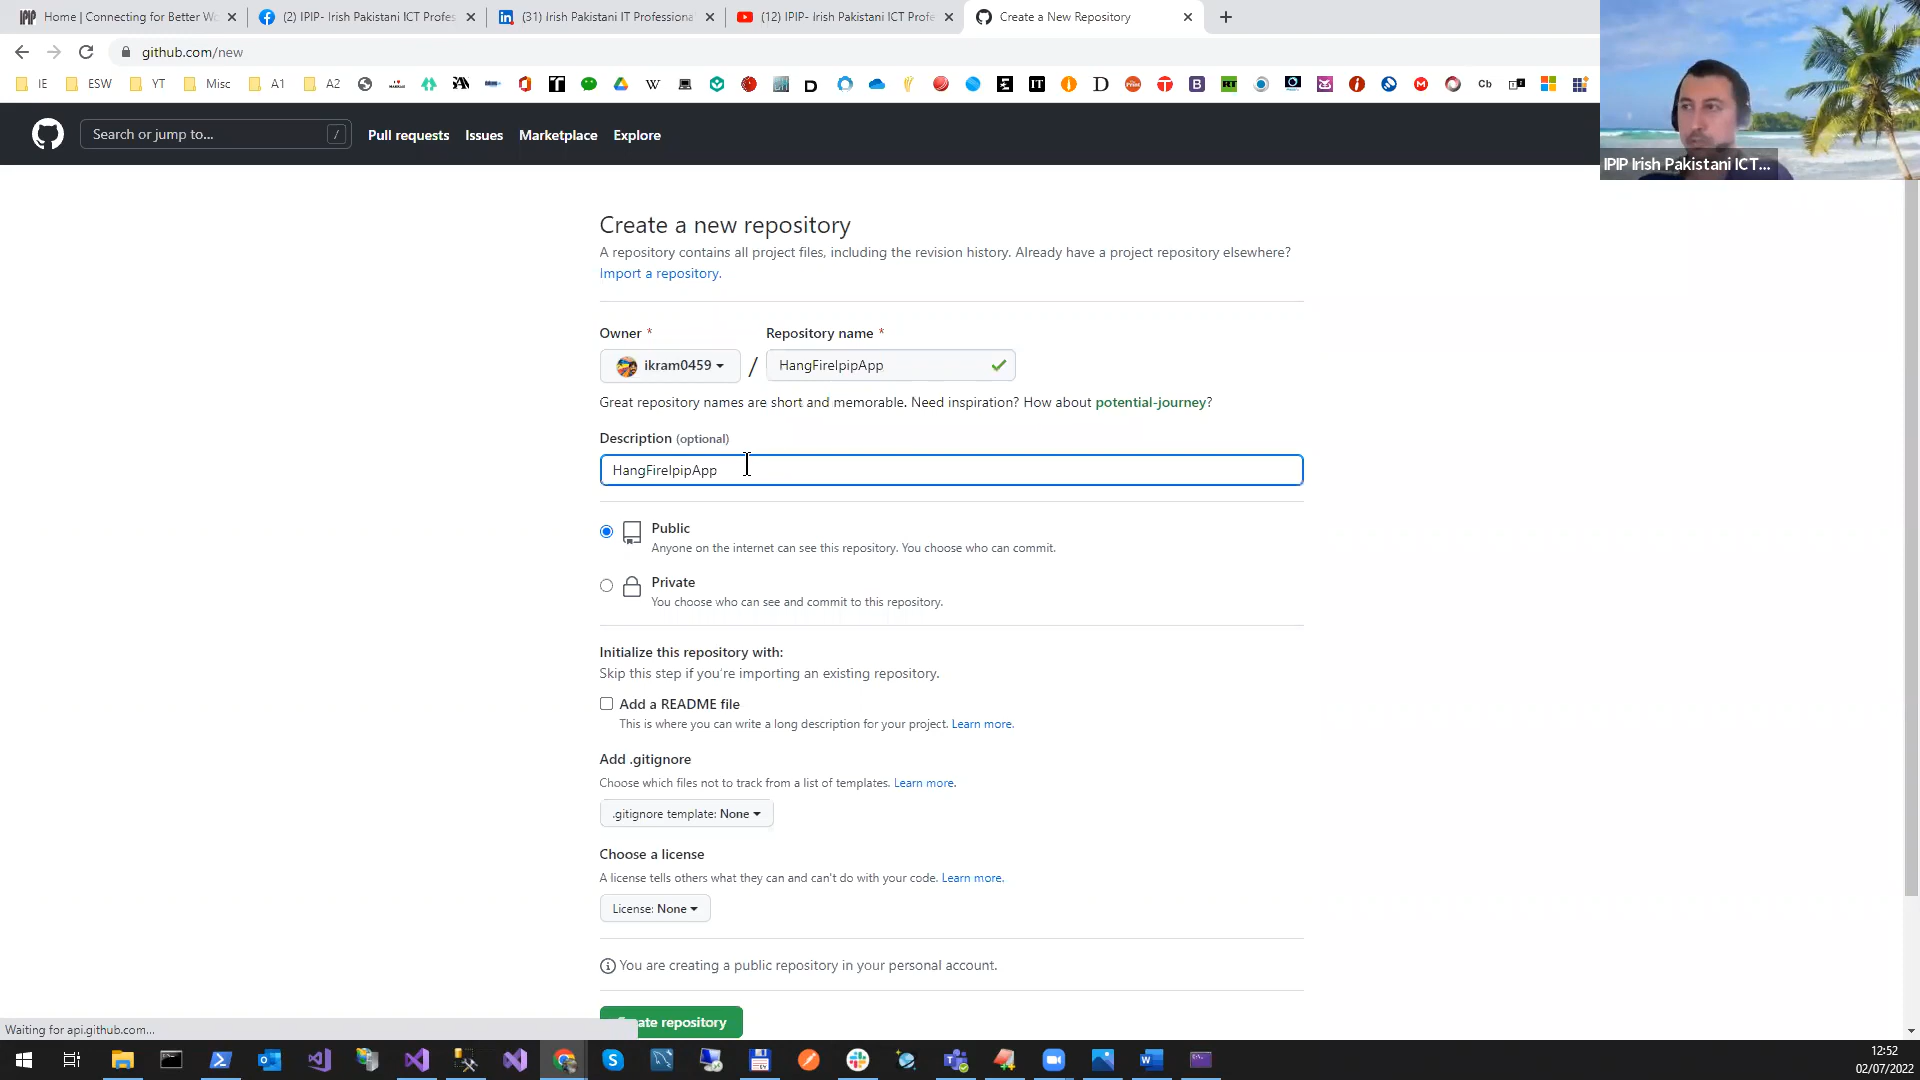 Home | Connecting for Better Wo
(2) IPIP- Irish Pakistani ICT Profes
(31) Irish Pakistani IT Professiona
(12) IPIP- Irish Pakistani ICT Profe
Create a New Repository
github.com/new
IE
ESW
YT
Misc
A1
A2
Search or jump to...
/
Pull requests
Issues
Marketplace
Explore
IPIP Irish Pakistani ICT...
Create a new repository
A repository contains all project files, including the revision history. Already have a project repository elsewhere?
Import a repository.
Owner *
Repository name *
ikram0459
/
HangFireIpipApp
Great repository names are short and memorable. Need inspiration? How about potential-journey?
Description (optional)
HangFireIpipApp
Public
Anyone on the internet can see this repository. You choose who can commit.
Private
You choose who can see and commit to this repository.
Initialize this repository with:
Skip this step if you're importing an existing repository.
Add a README file
This is where you can write a long description for your project. Learn more.
Add .gitignore
Choose which files not to track from a list of templates. Learn more.
.gitignore template: None
Choose a license
A license tells others what they can and can't do with your code. Learn more.
License: None
You are creating a public repository in your personal account.
ate repository
Waiting for api.github.com...
12:52
02/07/2022